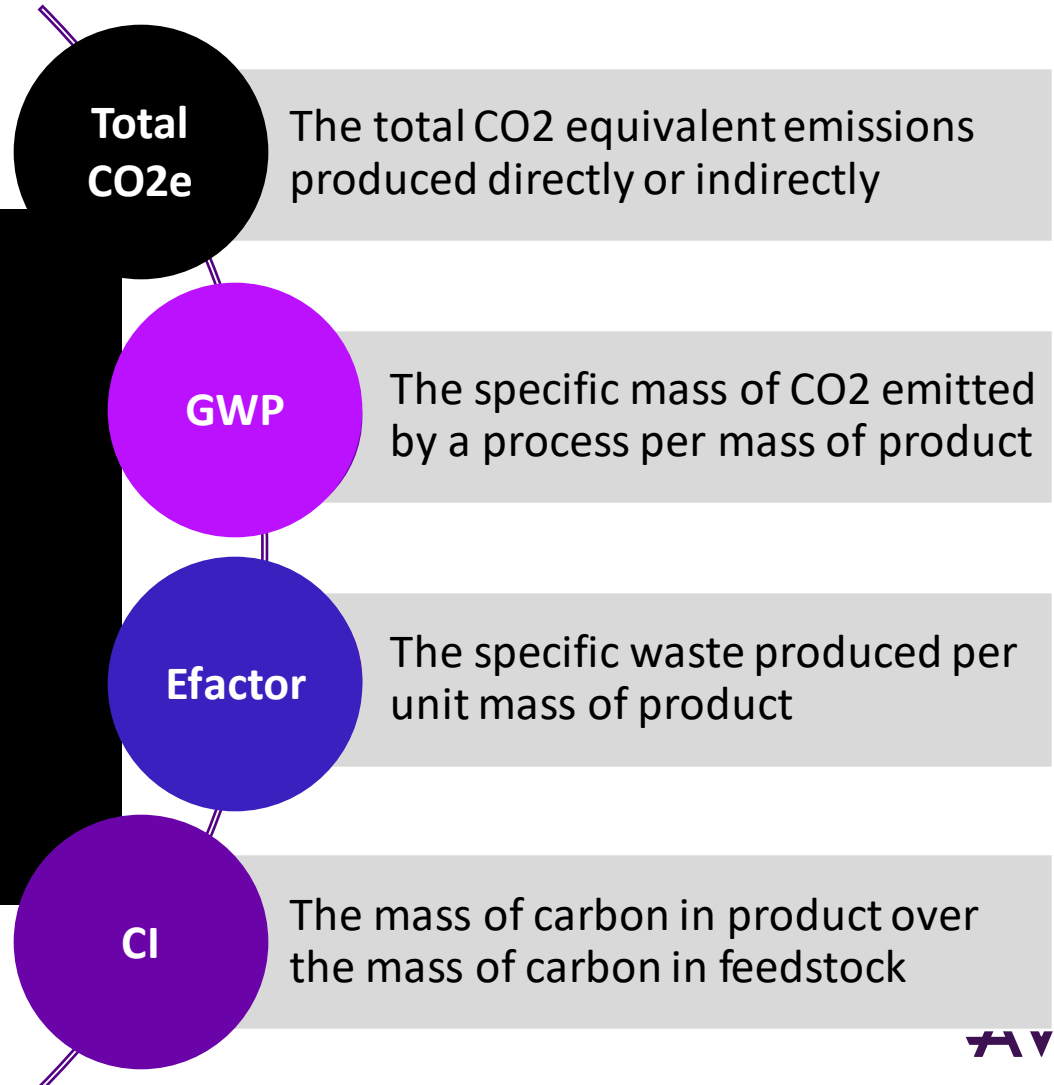 Total
CO2e
The total CO2 equivalent emissions
produced directly or indirectly
GWP
The specific mass of CO2 emitted
by a process per mass of product
Efactor
The specific waste produced per
unit mass of product
CI
The mass of carbon in product over
the mass of carbon in feedstock